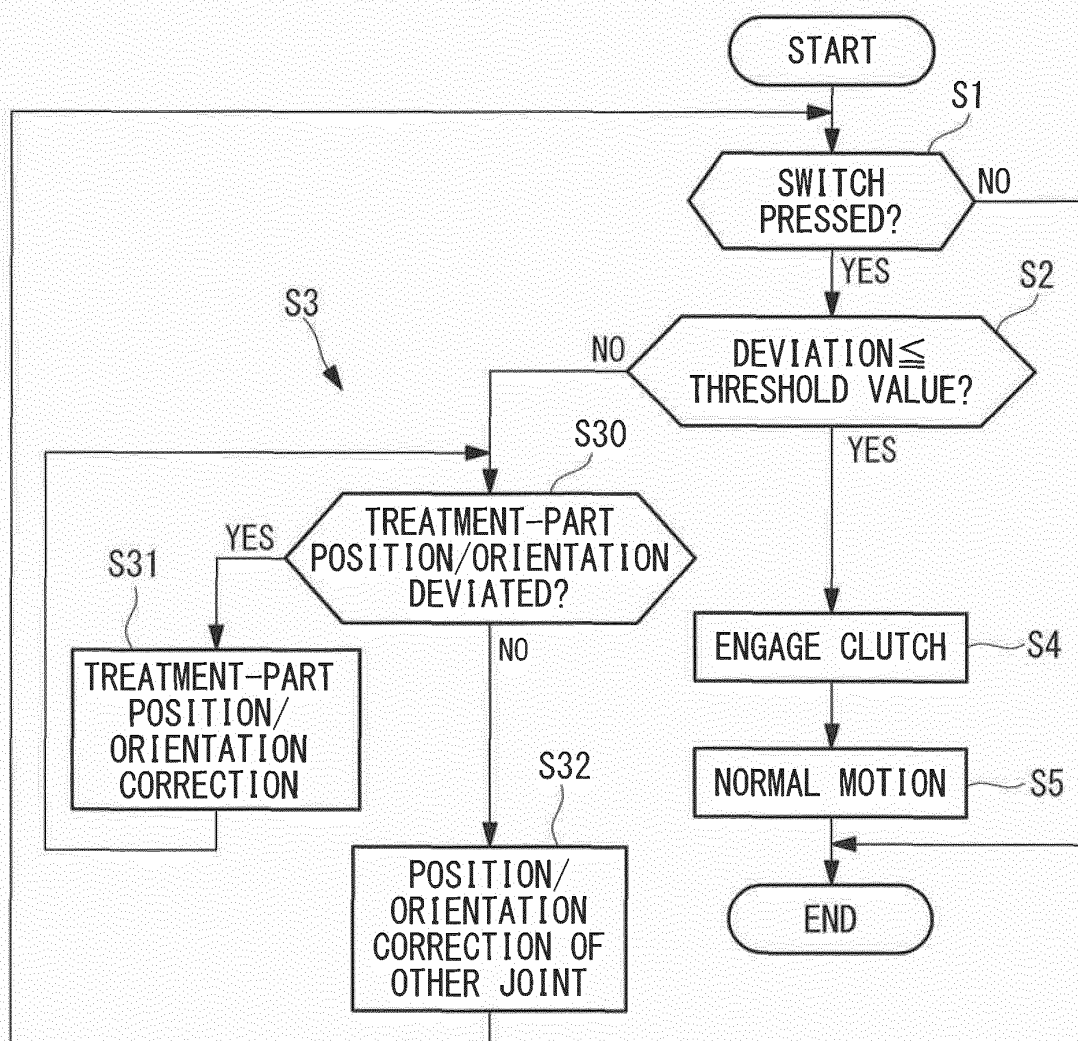 START
S1
SWITCH
PRESSED?
NO
YES
S2
S3
NO
DEVIATION≦
THRESHOLD VALUE?
YES
S30
TREATMENT-PART
POSITION/ORIENTATION
DEVIATED?
YES
S31
NO
TREATMENT-PART
POSITION/
ORIENTATION
CORRECTION
ENGAGE CLUTCH
S4
S32
NORMAL MOTION
S5
POSITION/
ORIENTATION
CORRECTION OF
OTHER JOINT
END